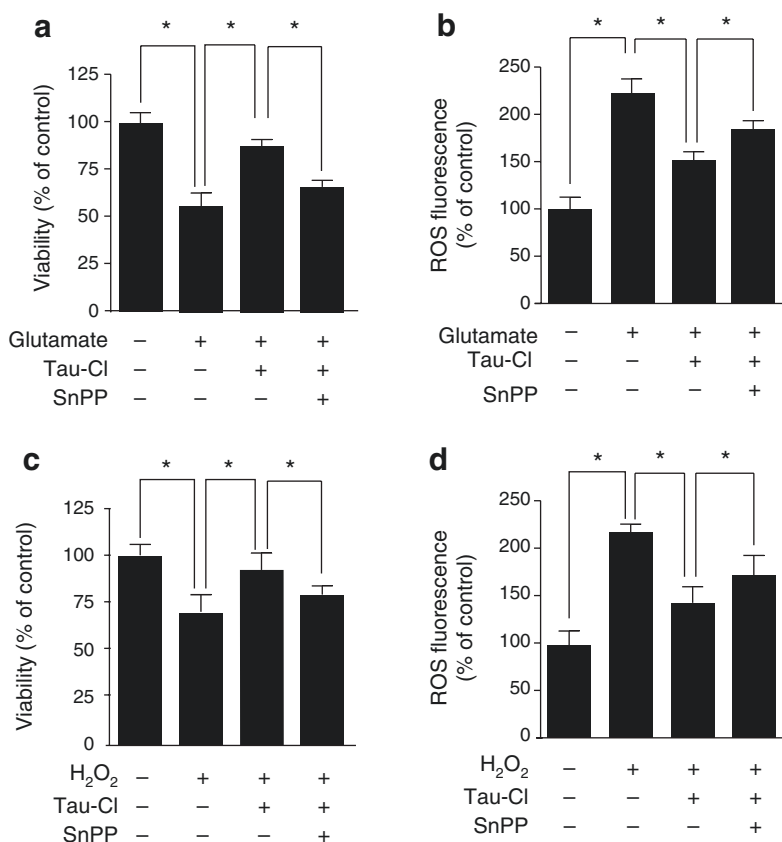 a
* * *
Viability (% of control)
125
100
75
50
25
0
Glutamate – + + +
Tau-Cl – – + +
SnPP – – – +
b
* * *
ROS fluorescence
(% of control)
250
200
150
100
50
0
Glutamate – + + +
Tau-Cl – – + +
SnPP – – – +
c
* * *
Viability (% of control)
125
100
75
50
25
0
H₂O₂ – + + +
Tau-Cl – – + +
SnPP – – – +
d
* * *
ROS fluorescence
(% of control)
250
200
150
100
50
0
H₂O₂ – + + +
Tau-Cl – – + +
SnPP – – – +